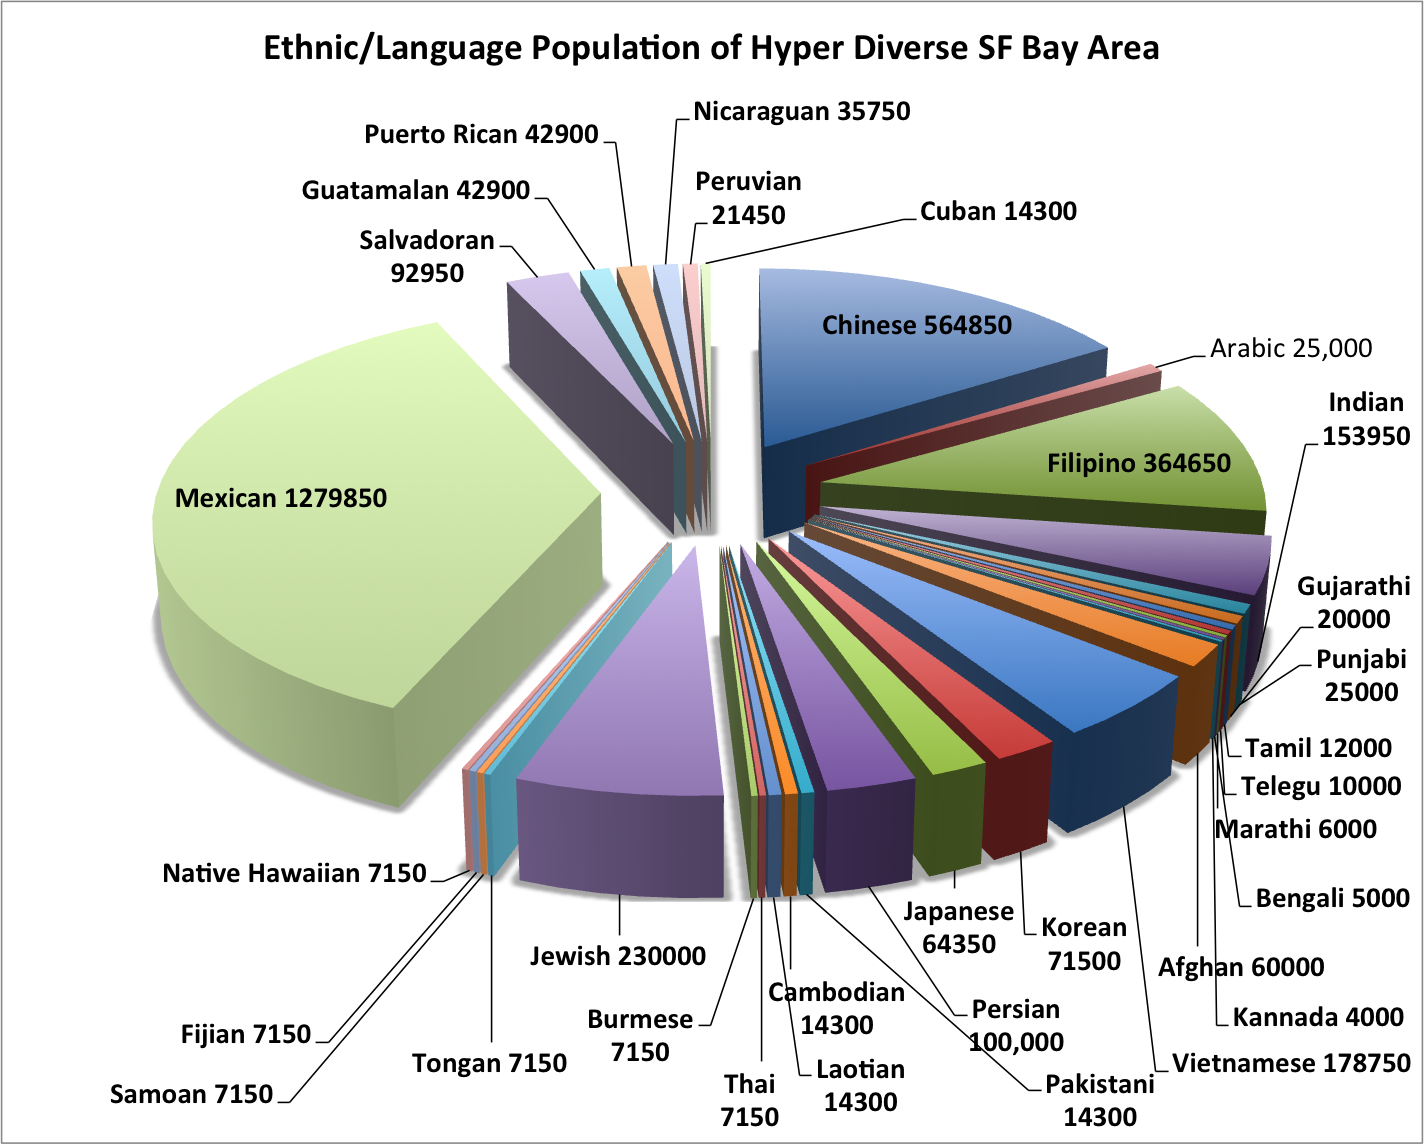 Ethnic/Language Population of Hyper Diverse SF Bay Area
Nicaraguan 35750
Puerto Rican 42900
Peruvian
21450
Guatamalan 42900
Cuban 14300
Salvadoran
92950
Chinese 564850
Arabic 25,000
Indian
153950
Filipino 364650
Mexican 1279850
Gujarathi
20000
Punjabi
25000
Tamil 12000
Telegu 10000
Marathi 6000
Bengali 5000
Afghan 60000
Kannada 4000
Vietnamese 178750
Korean
71500
Japanese
64350
Persian
100,000
Pakistani
14300
Cambodian
14300
Laotian
14300
Thai
7150
Burmese
7150
Jewish 230000
Tongan 7150
Samoan 7150
Fijian 7150
Native Hawaiian 7150